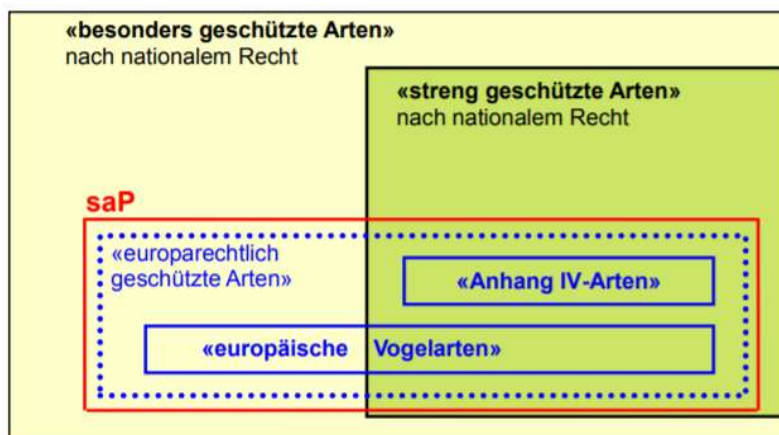 «besonders geschützte Arten»
nach nationalem Recht
«streng geschützte Arten»
nach nationalem Recht
saP
«europarechtlich
geschützte Arten»
«Anhang IV-Arten»
«europäische Vogelarten»